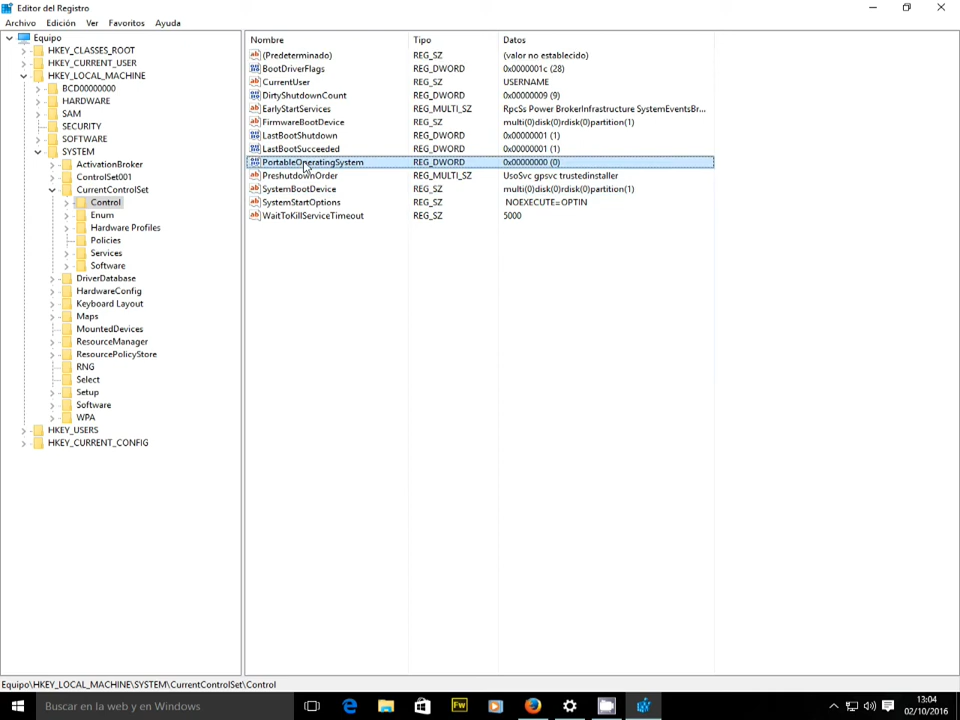 Editor del Registro
Archivo Edición Ver Favoritos Ayuda
Equipo
HKEY_CLASSES_ROOT
HKEY_CURRENT_USER
HKEY_LOCAL_MACHINE
BCD00000000
HARDWARE
SAM
SECURITY
SOFTWARE
SYSTEM
ActivationBroker
ControlSet001
CurrentControlSet
Control
Enum
Hardware Profiles
Policies
Services
Software
DriverDatabase
HardwareConfig
Keyboard Layout
Maps
MountedDevices
ResourceManager
ResourcePolicyStore
RNG
Select
Setup
Software
WPA
HKEY_USERS
HKEY_CURRENT_CONFIG
Nombre Tipo Datos
(Predeterminado) REG_SZ (valor no establecido)
BootDriverFlags REG_DWORD 0x0000001c (28)
CurrentUser REG_SZ USERNAME
DirtyShutdownCount REG_DWORD 0x00000009 (9)
EarlyStartServices REG_MULTI_SZ RpcSs Power BrokerInfrastructure SystemEventsBr...
FirmwareBootDevice REG_SZ multi(0)disk(0)rdisk(0)partition(1)
LastBootShutdown REG_DWORD 0x00000001 (1)
LastBootSucceeded REG_DWORD 0x00000001 (1)
PortableOperatingSystem REG_DWORD 0x00000000 (0)
PreshutdownOrder REG_MULTI_SZ UsoSvc gpsvc trustedinstaller
SystemBootDevice REG_SZ multi(0)disk(0)rdisk(0)partition(1)
SystemStartOptions REG_SZ NOEXECUTE=OPTIN
WaitToKillServiceTimeout REG_SZ 5000
Equipo\HKEY_LOCAL_MACHINE\SYSTEM\CurrentControlSet\Control
Buscar en la web y en Windows
Fw
13:04
02/10/2016